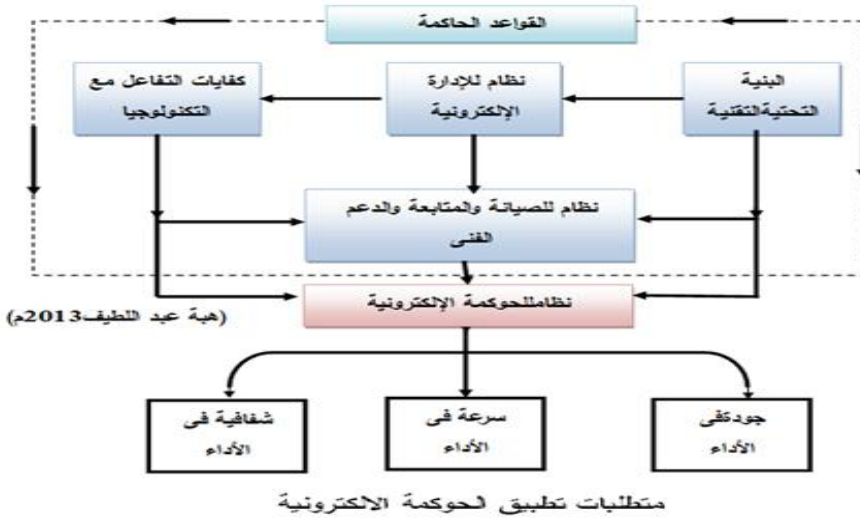 القواعد الحاكمة
البنية
التحتيةالتقنية
نظام للإدارة
الإلكترونية
كفايات التفاعل مع
التكنولوجيا
نظام للصيانة والمتابعة والدعم
الفنى
نظامللحوكمة الإلكترونية
(هبة عبد اللطيف2013م)
جودةفى
الأداء
سرعة فى
الأداء
شفافية فى
الأداء
متطلبات تطبيق الحوكمة الالكترونية